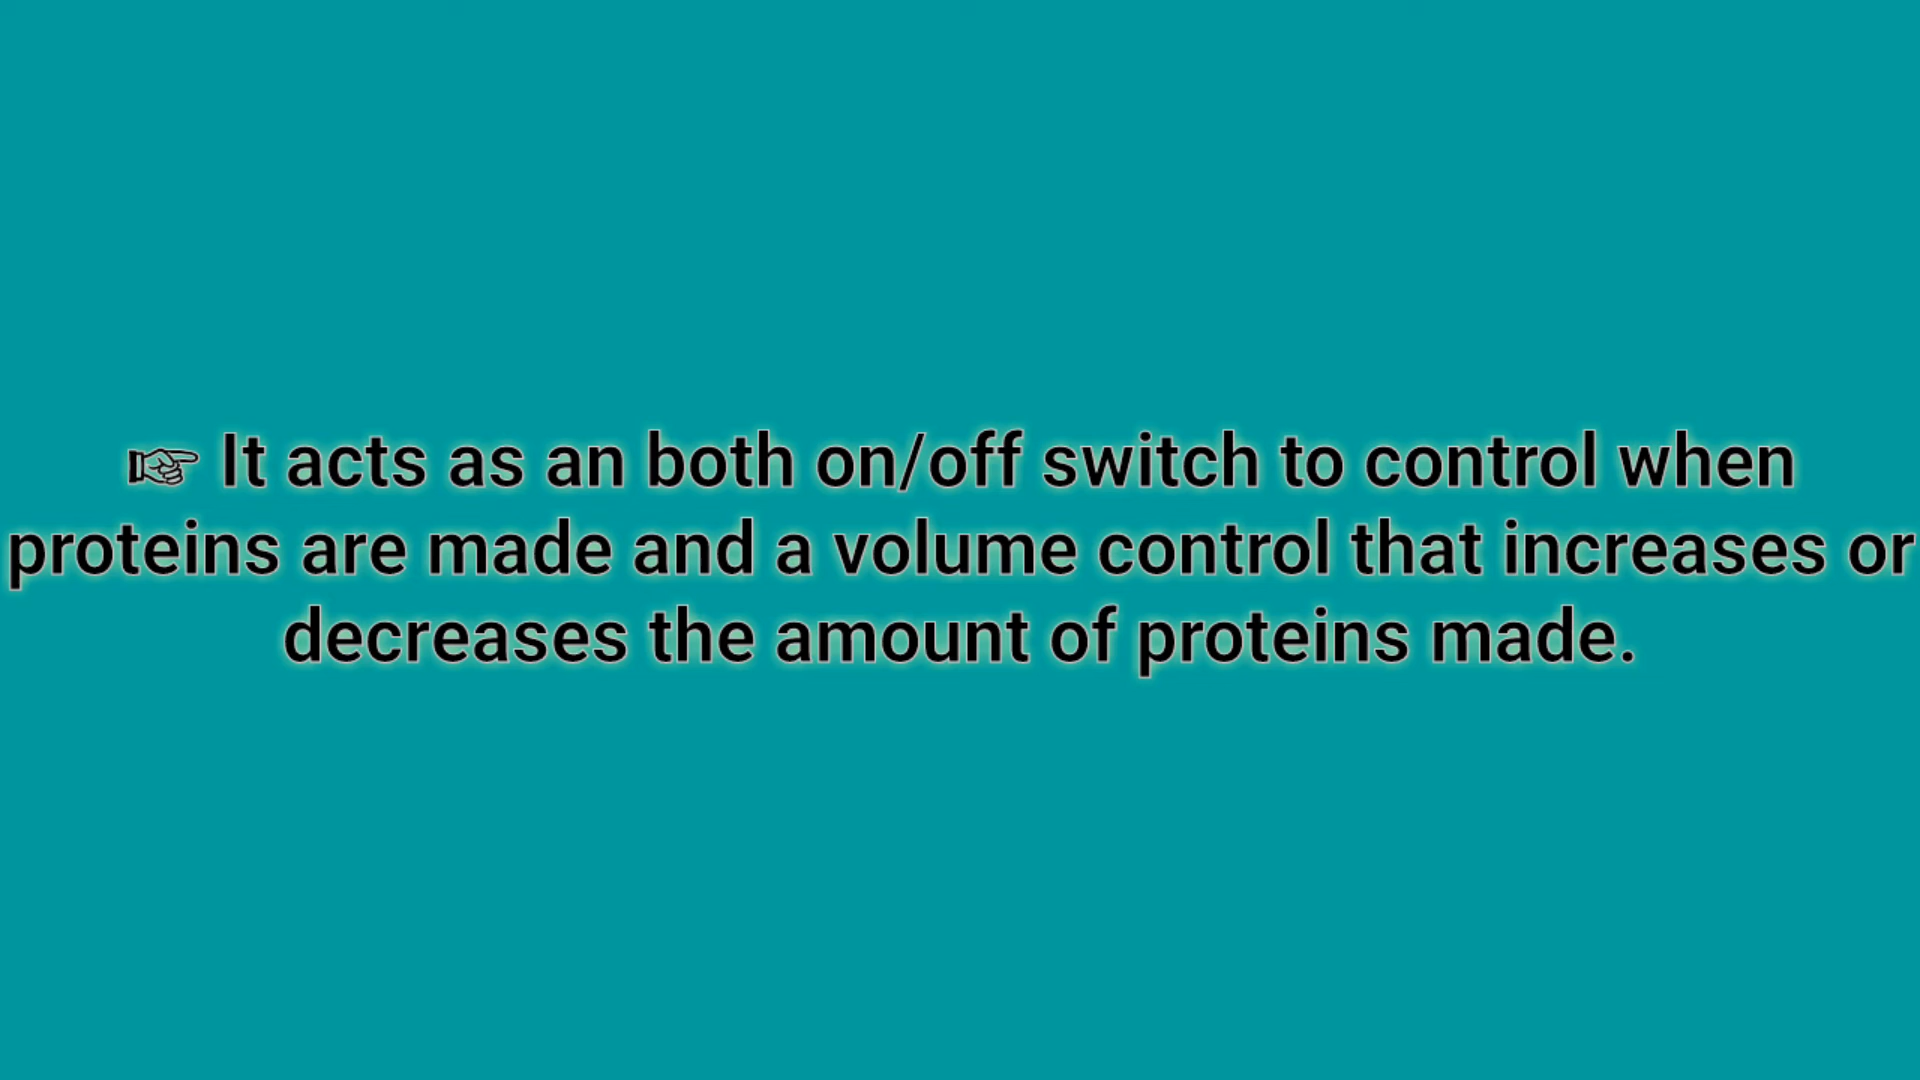 ☞ It acts as an both on/off switch to control when
proteins are made and a volume control that increases or
decreases the amount of proteins made.